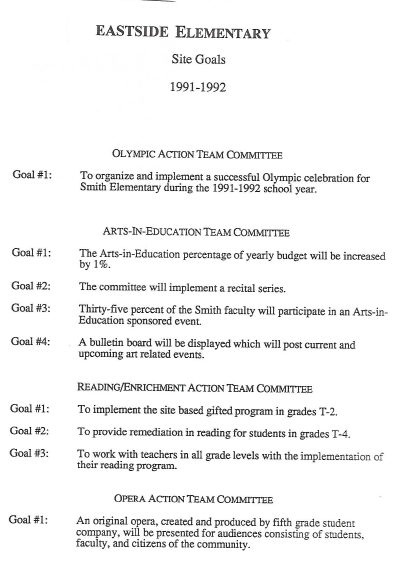 EASTSIDE ELEMENTARY
Site Goals
1991-1992
OLYMPIC ACTION TEAM COMMITTEE
Goal #1: To organize and implement a successful Olympic celebration for
Smith Elementary during the 1991-1992 school year.
ARTS-IN-EDUCATION TEAM COMMITTEE
Goal #1: The Arts-in-Education percentage of yearly budget will be increased
by 1%.
Goal #2: The committee will implement a recital series.
Goal #3: Thirty-five percent of the Smith faculty will participate in an Arts-in-
Education sponsored event.
Goal #4: A bulletin board will be displayed which will post current and
upcoming art related events.
READING/ENRICHMENT ACTION TEAM COMMITTEE
Goal #1: To implement the site based gifted program in grades T-2.
Goal #2: To provide remediation in reading for students in grades T-4.
Goal #3: To work with teachers in all grade levels with the implementation of
their reading program.
OPERA ACTION TEAM COMMITTEE
Goal #1: An original opera, created and produced by fifth grade student
company, will be presented for audiences consisting of students,
faculty, and citizens of the community.